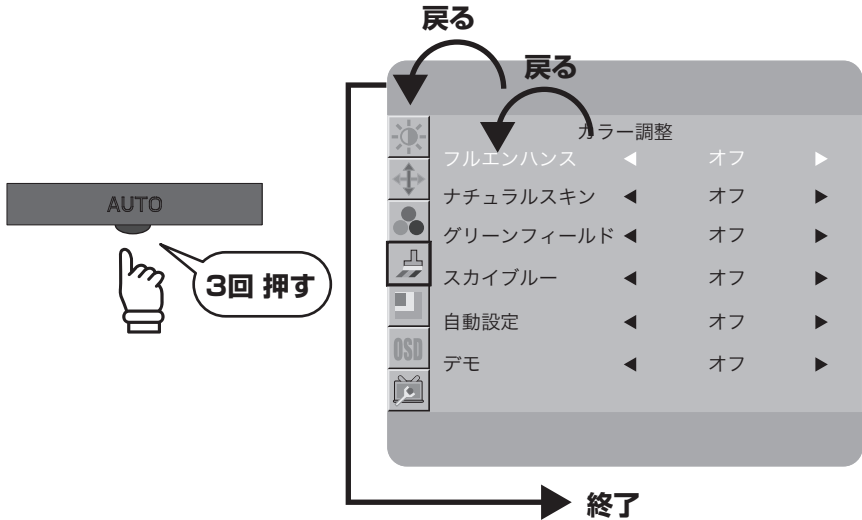 戻る
戻る
カラー調整
フルエンハンス ◀ オフ ▶
ナチュラルスキン ◀ オフ ▶
グリーンフィールド ◀ オフ ▶
スカイブルー ◀ オフ ▶
自動設定 ◀ オフ ▶
デモ ◀ オフ ▶
OSD
AUTO
3回 押す
終了